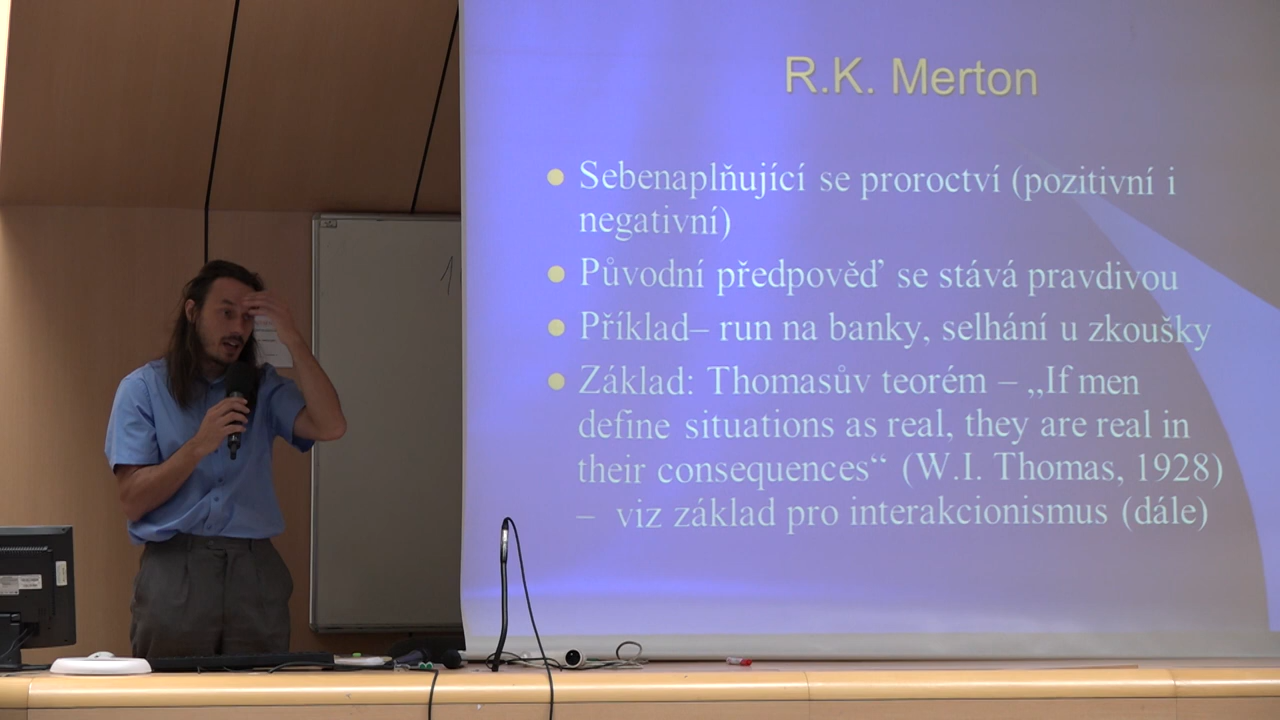 R.K. Merton
Sebenaplňující se proroctví (pozitivní i
negativní)
Původní předpověď se stává pravdivou
Příklad– run na banky, selhání u zkoušky
Základ: Thomasův teorém – „If men
define situations as real, they are real in
their consequences“ (W.I. Thomas, 1928)
– viz základ pro interakcionismus (dále)